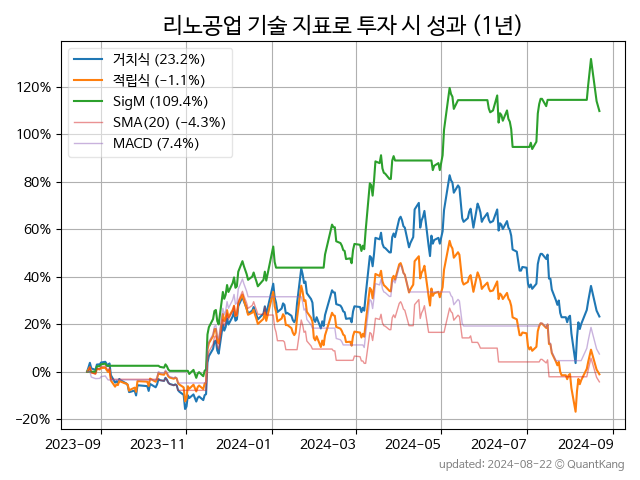 리노공업 기술 지표로 투자 시 성과 (1년)
거치식 (23.2%)
적립식 (−1.1%)
SigM (109.4%)
SMA(20) (−4.3%)
MACD (7.4%)
120%
100%
80%
60%
40%
20%
0%
−20%
2023-09 2023-11 2024-01 2024-03 2024-05 2024-07 2024-09
updated: 2024-08-22 ⓒ QuantKang